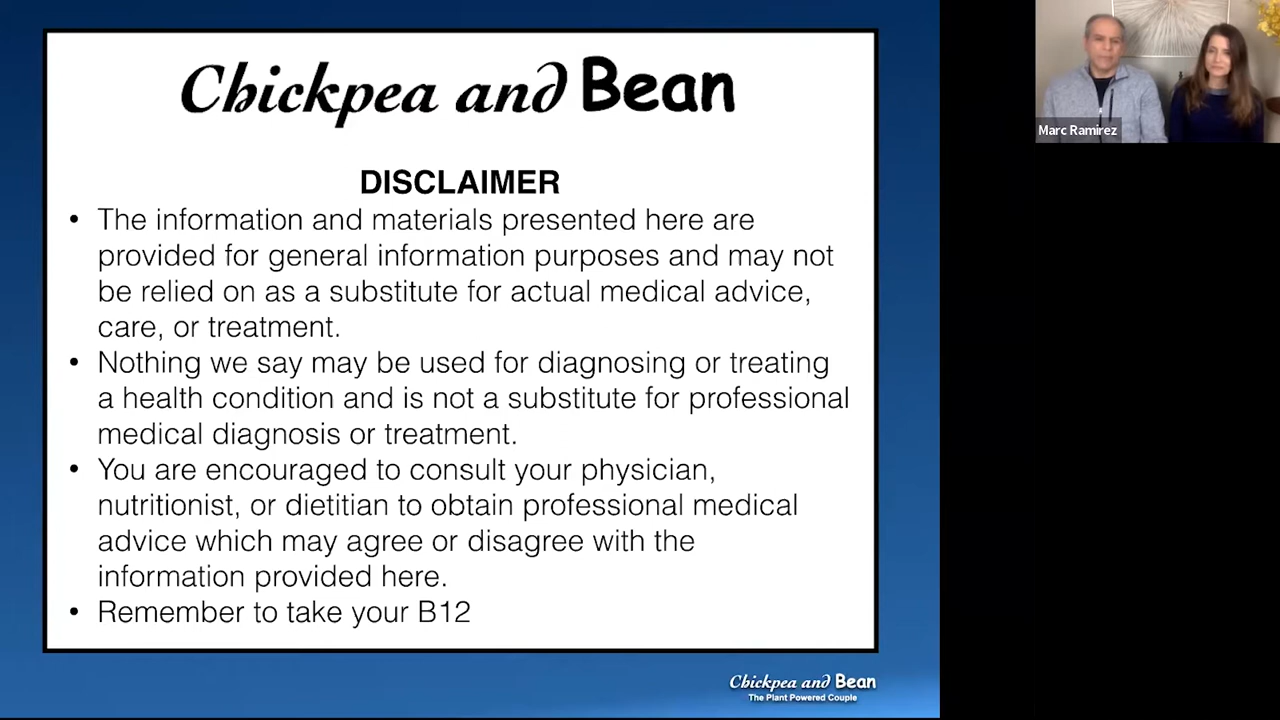 Chickpea and Bean
DISCLAIMER
• The information and materials presented here are
provided for general information purposes and may not
be relied on as a substitute for actual medical advice,
care, or treatment.
• Nothing we say may be used for diagnosing or treating
a health condition and is not a substitute for professional
medical diagnosis or treatment.
• You are encouraged to consult your physician,
nutritionist, or dietitian to obtain professional medical
advice which may agree or disagree with the
information provided here.
• Remember to take your B12
Chickpea and Bean
The Plant Powered Couple
Marc Ramirez